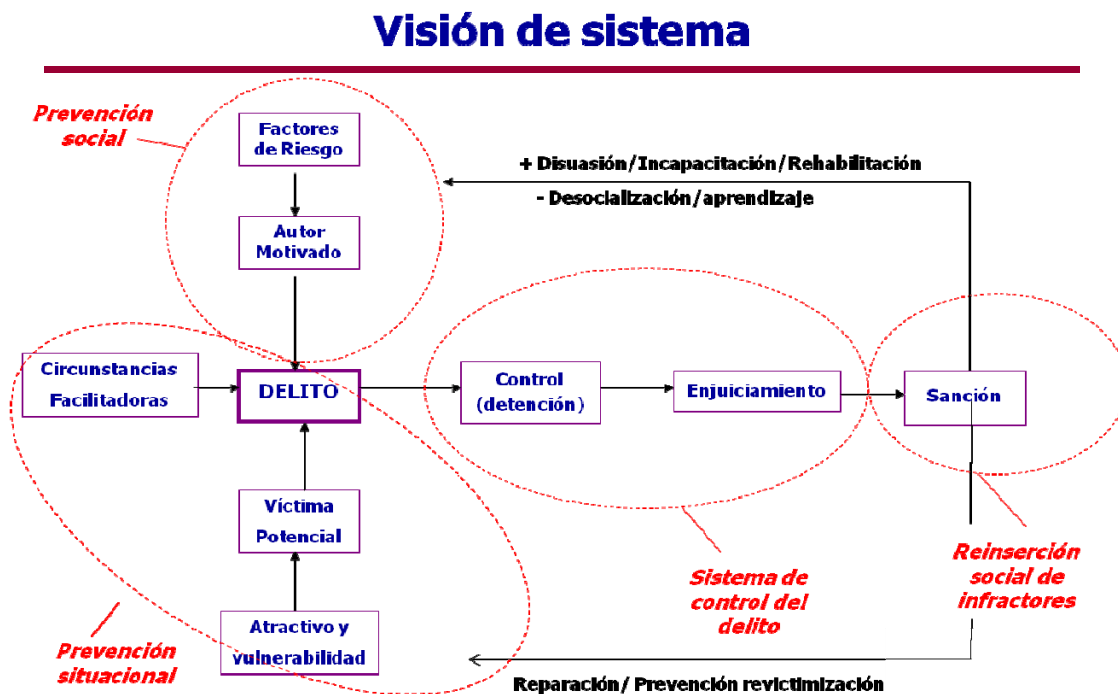 Visión de sistema
Prevención
social
Factores
de Riesgo
+ Disuasión/Incapacitación/Rehabilitación
- Desocialización/aprendizaje
Autor
Motivado
Circunstancias
Facilitadoras
DELITO
Control
(detención)
Enjuiciamiento
Sanción
Víctima
Potencial
Sistema de
control del
delito
Reinserción
social de
infractores
Atractivo y
vulnerabilidad
Prevención
situacional
Reparación/ Prevención revictimización